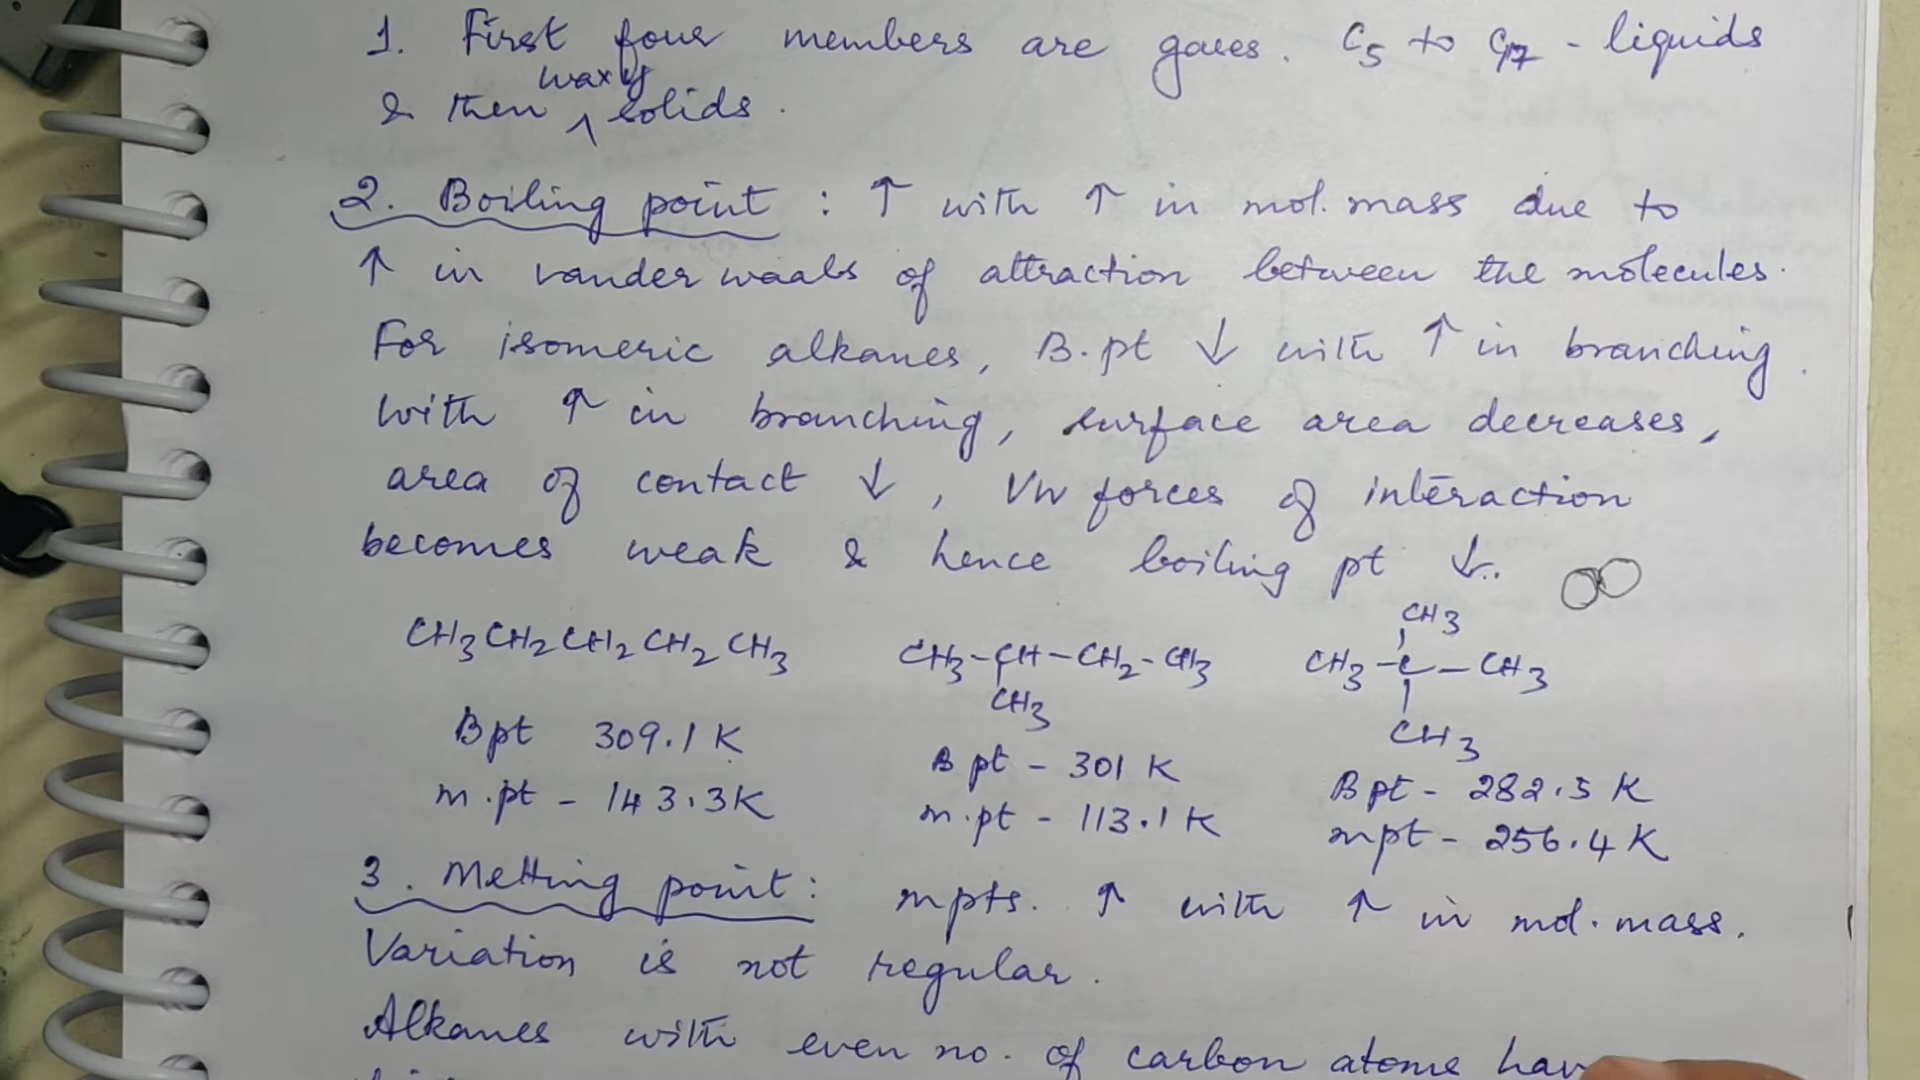 1. First four members are gases. C5 to C17 - liquids
& then waxy solids.
2. Boiling point : ↑ with ↑ in mol. mass due to
↑ in vander waals of attraction between the molecules.
For isomeric alkanes, B.pt ↓ with ↑ in branching.
With ↑ in branching, surface area decreases,
area of contact ↓, VW forces of interaction
becomes weak & hence boiling pt ↓.
CH3CH2CH2CH2CH3
Bpt 309.1 K
m.pt - 143.3K
CH3-CH-CH2-CH3
CH3
B pt - 301 K
m.pt - 113.1K
CH3
CH3-C-CH3
CH3
Bpt - 282.5 K
mpt - 256.4K
3. Melting point: mpts. ↑ with ↑ in mol. mass.
Variation is not regular.
Alkanes with even no. of carbon atoms